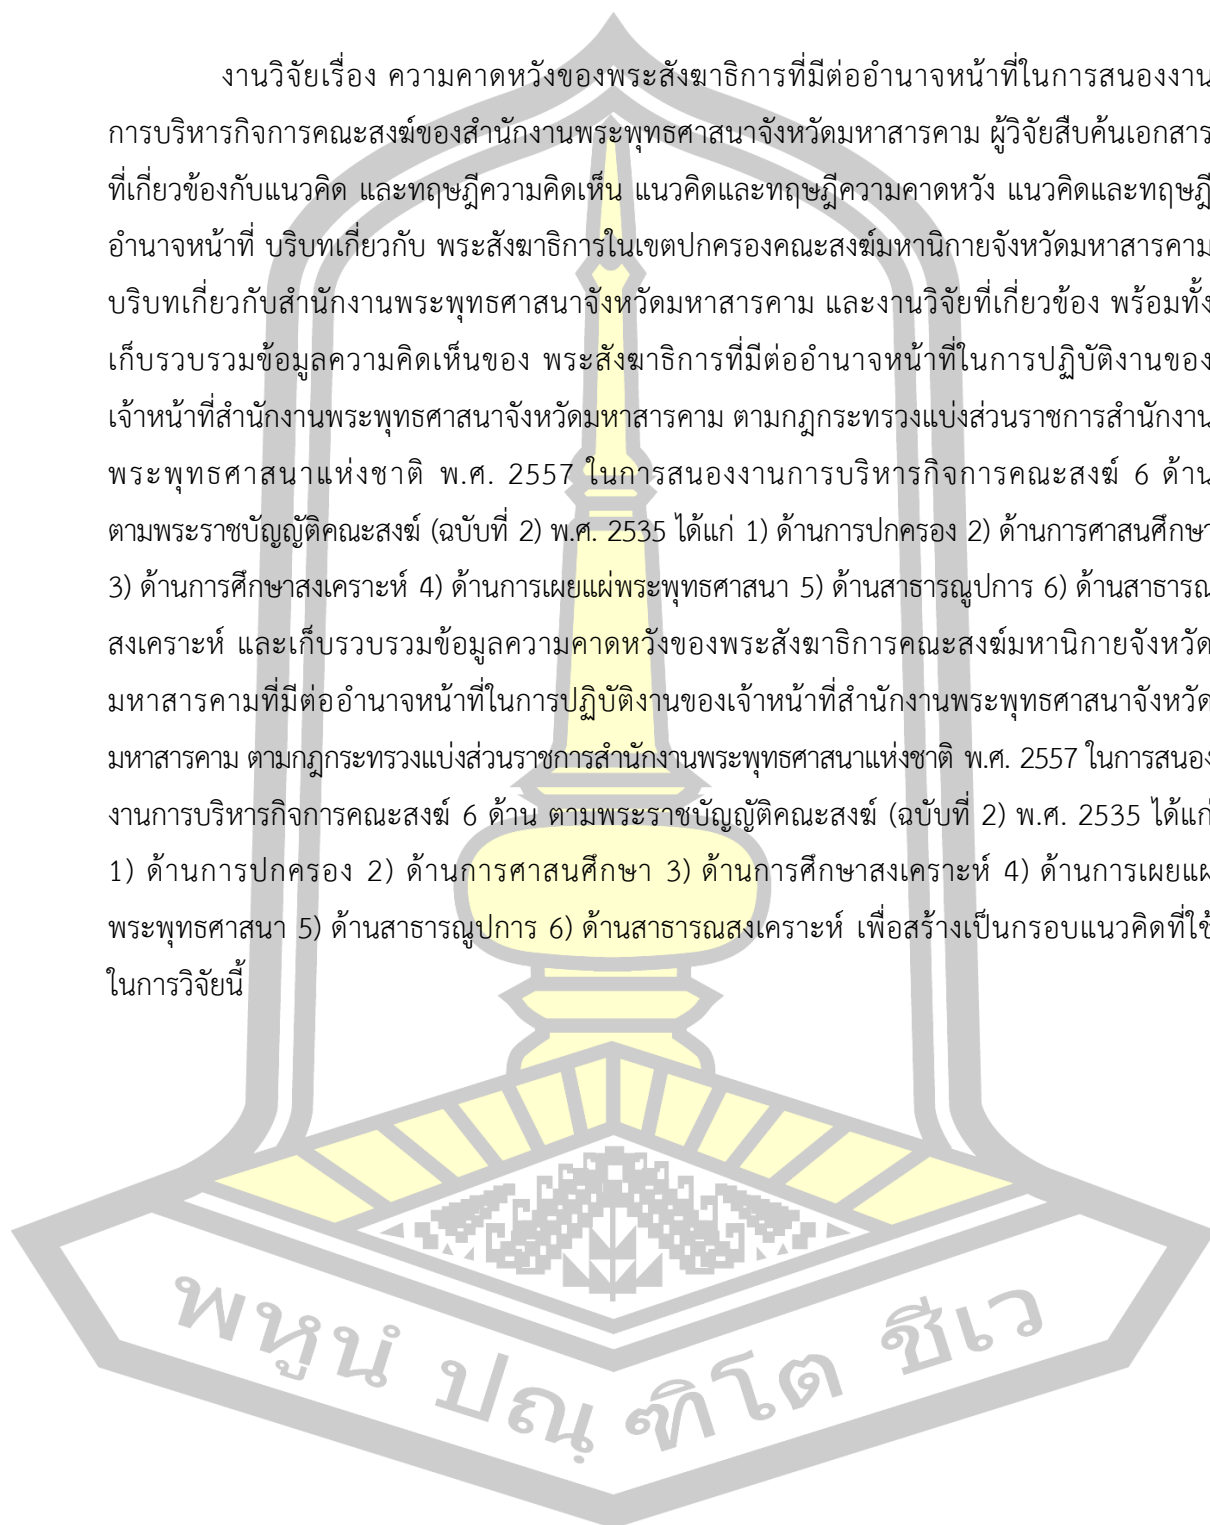 งานวิจัยเรื่อง ความคาดหวังของพระสังฆาธิการที่มีต่ออำนาจหน้าที่ในการสนองงาน
การบริหารกิจการคณะสงฆ์ของสำนักงานพระพุทธศาสนาจังหวัดมหาสารคาม ผู้วิจัยสืบค้นเอกสาร
ที่เกี่ยวข้องกับแนวคิด และทฤษฎีความคิดเห็น แนวคิดและทฤษฎีความคาดหวัง แนวคิดและทฤษฎี
อำนาจหน้าที่ บริบทเกี่ยวกับ พระสังฆาธิการในเขตปกครองคณะสงฆ์มหานิกายจังหวัดมหาสารคาม
บริบทเกี่ยวกับสำนักงานพระพุทธศาสนาจังหวัดมหาสารคาม และงานวิจัยที่เกี่ยวข้อง พร้อมทั้ง
เก็บรวบรวมข้อมูลความคิดเห็นของ พระสังฆาธิการที่มีต่ออำนาจหน้าที่ในการปฏิบัติงานของ
เจ้าหน้าที่สำนักงานพระพุทธศาสนาจังหวัดมหาสารคาม ตามกฎกระทรวงแบ่งส่วนราชการสำนักงาน
พระพุทธศาสนาแห่งชาติ พ.ศ. 2557 ในการสนองงานการบริหารกิจการคณะสงฆ์ 6 ด้าน
ตามพระราชบัญญัติคณะสงฆ์ (ฉบับที่ 2) พ.ศ. 2535 ได้แก่ 1) ด้านการปกครอง 2) ด้านการศาสนศึกษา
3) ด้านการศึกษาสงเคราะห์ 4) ด้านการเผยแผ่พระพุทธศาสนา 5) ด้านสาธารณูปการ 6) ด้านสาธารณ
สงเคราะห์ และเก็บรวบรวมข้อมูลความคาดหวังของพระสังฆาธิการคณะสงฆ์มหานิกายจังหวัด
มหาสารคามที่มีต่ออำนาจหน้าที่ในการปฏิบัติงานของเจ้าหน้าที่สำนักงานพระพุทธศาสนาจังหวัด
มหาสารคาม ตามกฎกระทรวงแบ่งส่วนราชการสำนักงานพระพุทธศาสนาแห่งชาติ พ.ศ. 2557 ในการสนอง
งานการบริหารกิจการคณะสงฆ์ 6 ด้าน ตามพระราชบัญญัติคณะสงฆ์ (ฉบับที่ 2) พ.ศ. 2535 ได้แก่
1) ด้านการปกครอง 2) ด้านการศาสนศึกษา 3) ด้านการศึกษาสงเคราะห์ 4) ด้านการเผยแผ่
พระพุทธศาสนา 5) ด้านสาธารณูปการ 6) ด้านสาธารณสงเคราะห์ เพื่อสร้างเป็นกรอบแนวคิดที่ใช้
ในการวิจัยนี้
พหูนํ ปณฺฑิโต ชีเว